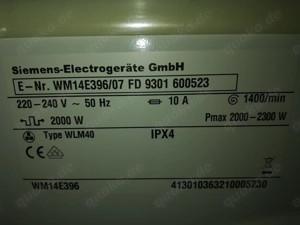 Siemens-Electrogeräte GmbH
E-Nr. WM14E396/07 FD 9301 600523
220-240 V ~ 50 Hz 10 A 1400/min
2000 W Pmax 2000-2300 W
Type WLM40 IPX4
WM14E396 413010363210005230